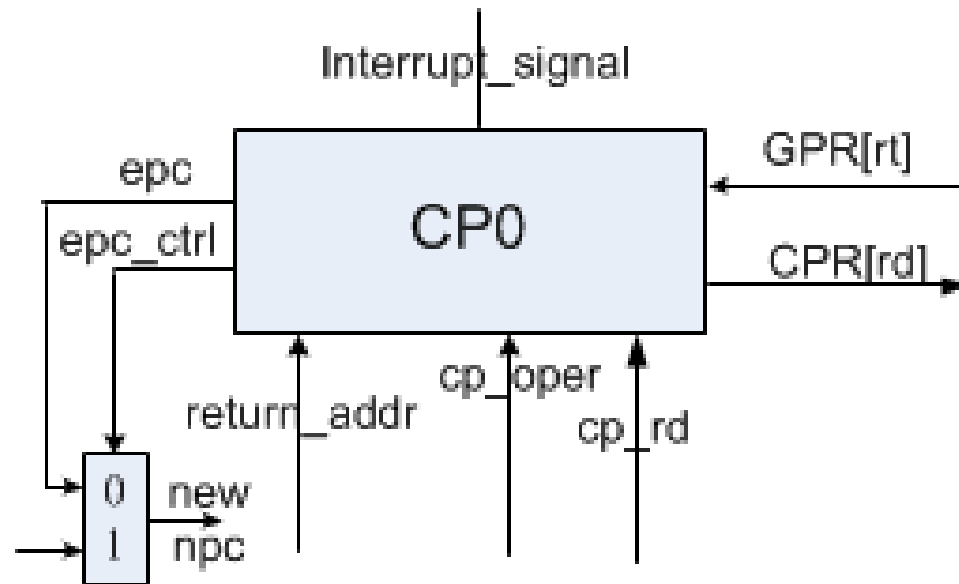 Interrupt_signal
epc
GPR[rt]
CP0
epc_ctrl
CPR[rd]
cp_oper
return_addr
cp_rd
0
new
1
npc